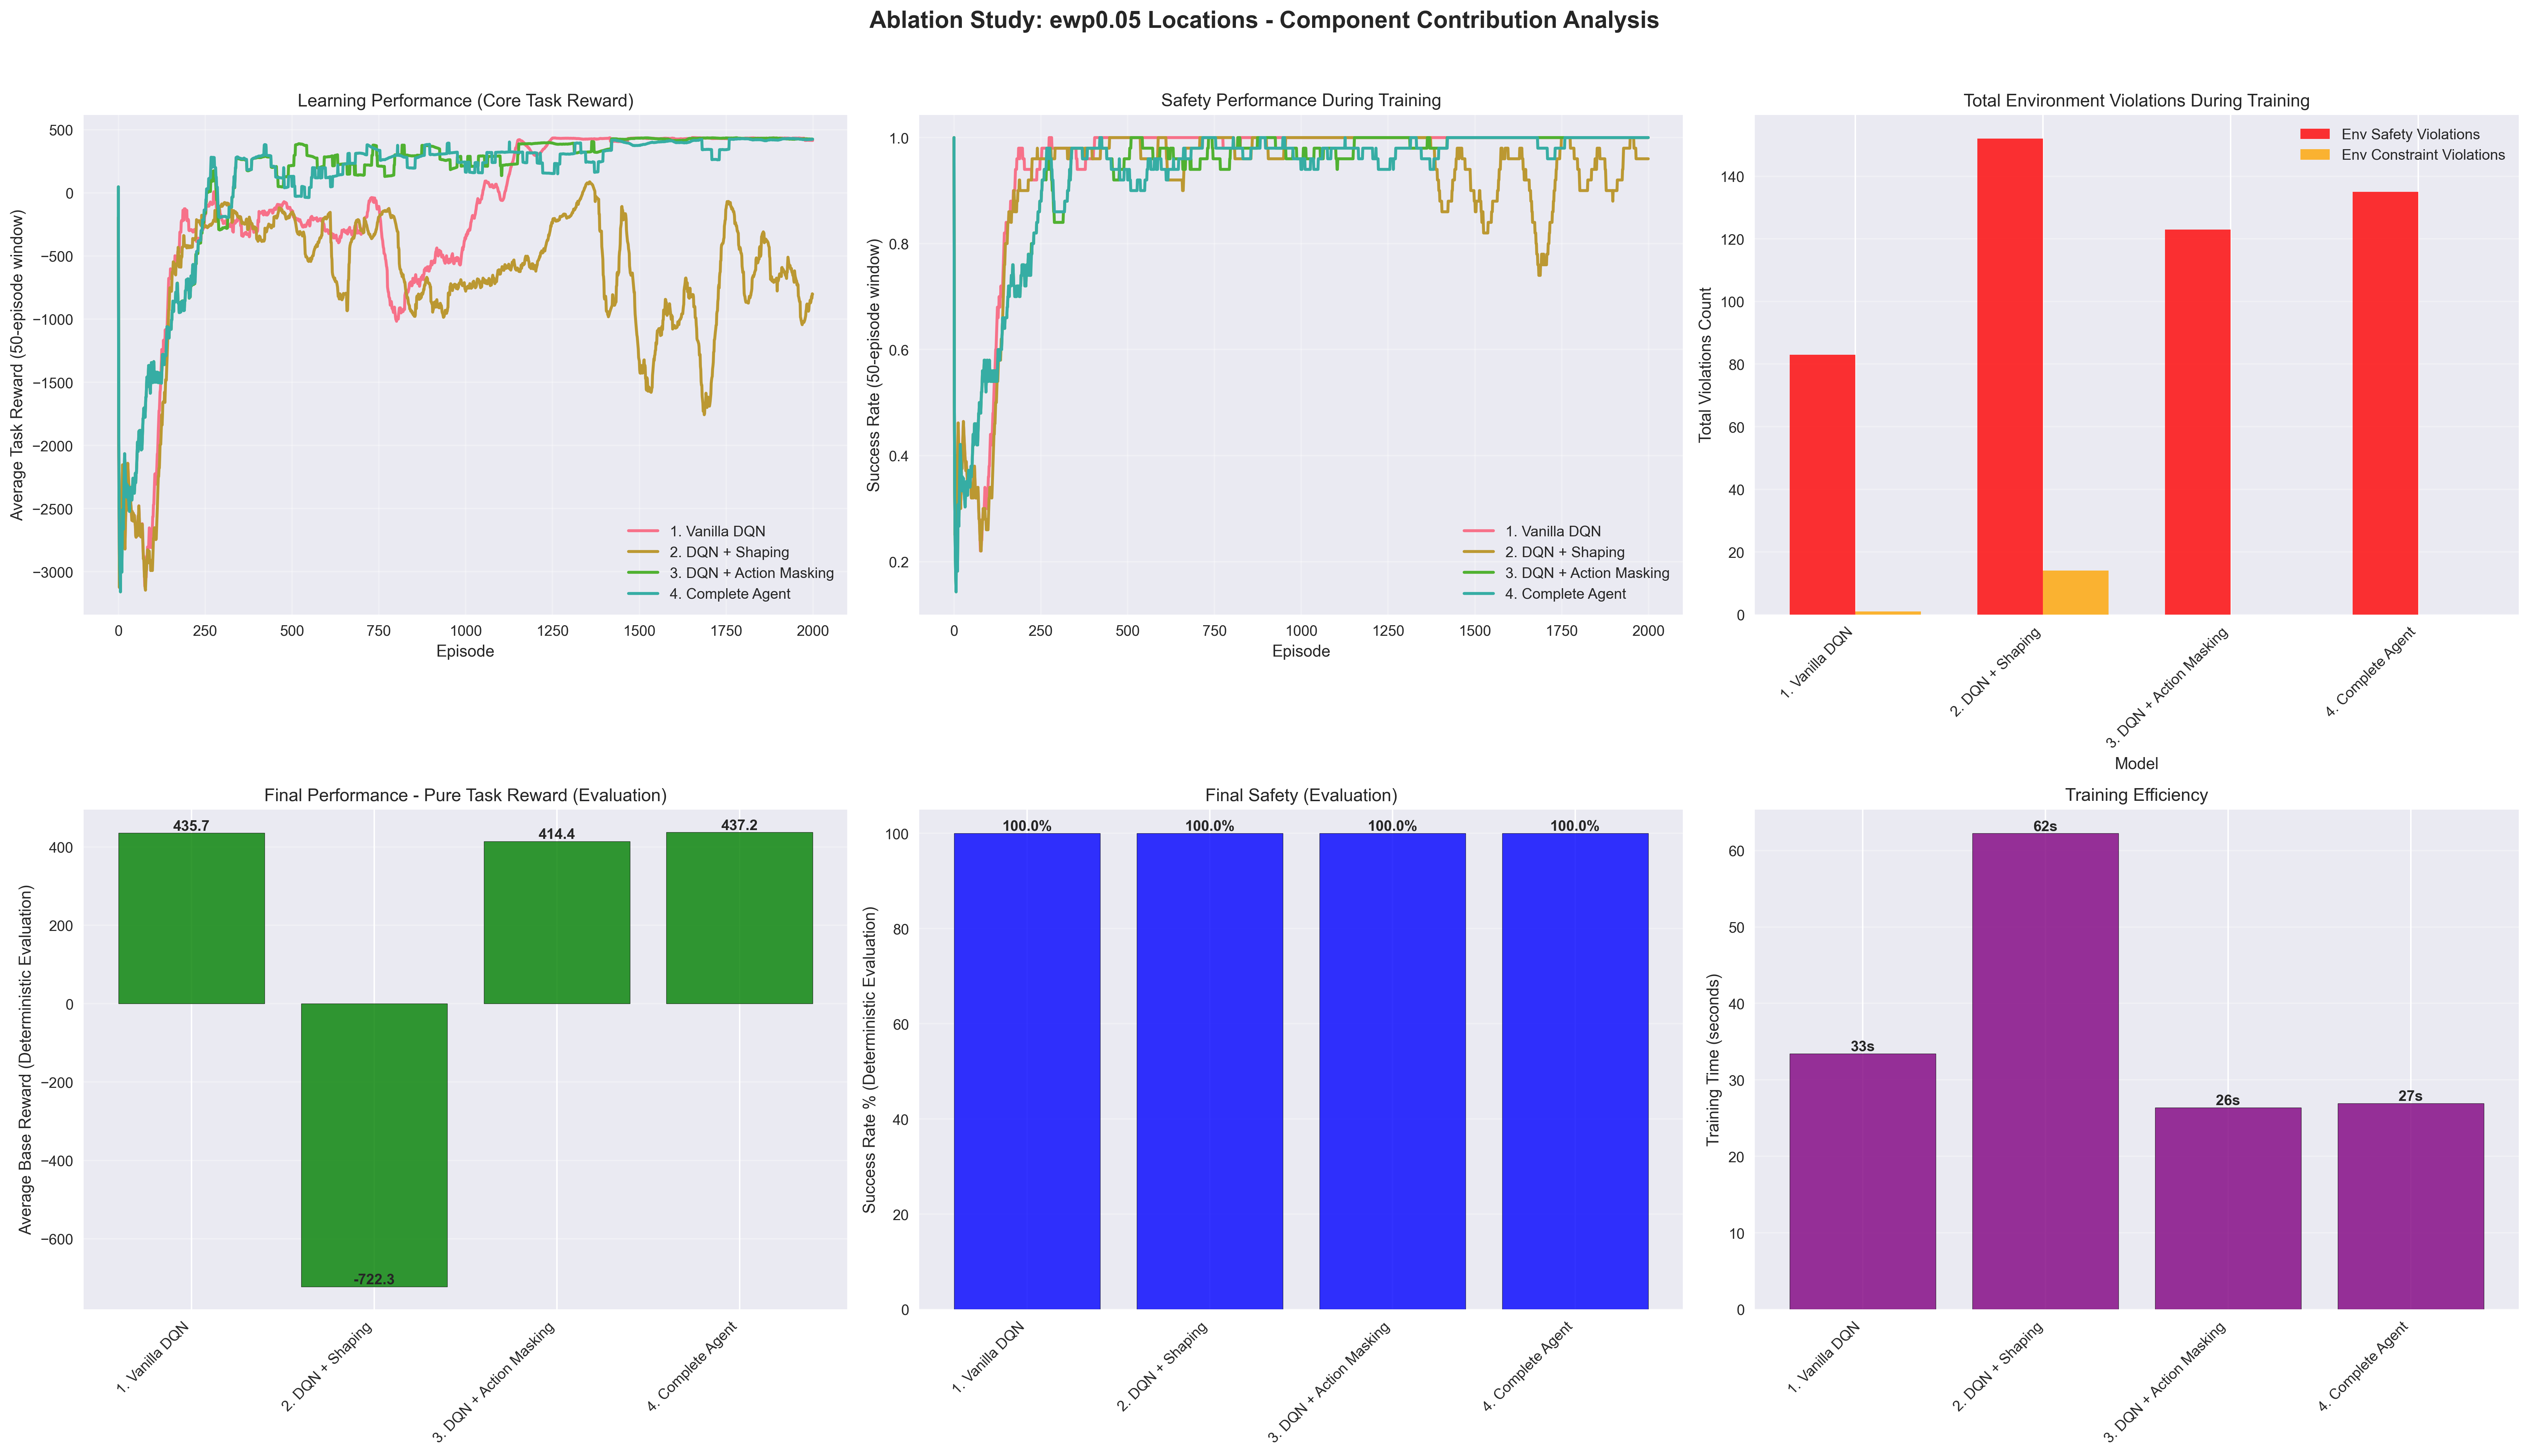 Ablation Study: ewp0.05 Locations - Component Contribution Analysis
Learning Performance (Core Task Reward)
Average Task Reward (50-episode window)
500
0
−500
−1000
−1500
−2000
−2500
−3000
1. Vanilla DQN
2. DQN + Shaping
3. DQN + Action Masking
4. Complete Agent
0 250 500 750 1000 1250 1500 1750 2000
Episode
Safety Performance During Training
Success Rate (50-episode window)
1.0
0.8
0.6
0.4
0.2
1. Vanilla DQN
2. DQN + Shaping
3. DQN + Action Masking
4. Complete Agent
0 250 500 750 1000 1250 1500 1750 2000
Episode
Total Environment Violations During Training
Total Violations Count
Env Safety Violations
Env Constraint Violations
140
120
100
80
60
40
20
0
1. Vanilla DQN
2. DQN + Shaping
3. DQN + Action Masking
4. Complete Agent
Model
Final Performance - Pure Task Reward (Evaluation)
Average Base Reward (Deterministic Evaluation)
400
200
0
−200
−400
−600
435.7
-722.3
414.4
437.2
1. Vanilla DQN
2. DQN + Shaping
3. DQN + Action Masking
4. Complete Agent
Final Safety (Evaluation)
Success Rate % (Deterministic Evaluation)
100
80
60
40
20
0
100.0%
100.0%
100.0%
100.0%
1. Vanilla DQN
2. DQN + Shaping
3. DQN + Action Masking
4. Complete Agent
Training Efficiency
Training Time (seconds)
60
50
40
30
20
10
0
33s
62s
26s
27s
1. Vanilla DQN
2. DQN + Shaping
3. DQN + Action Masking
4. Complete Agent